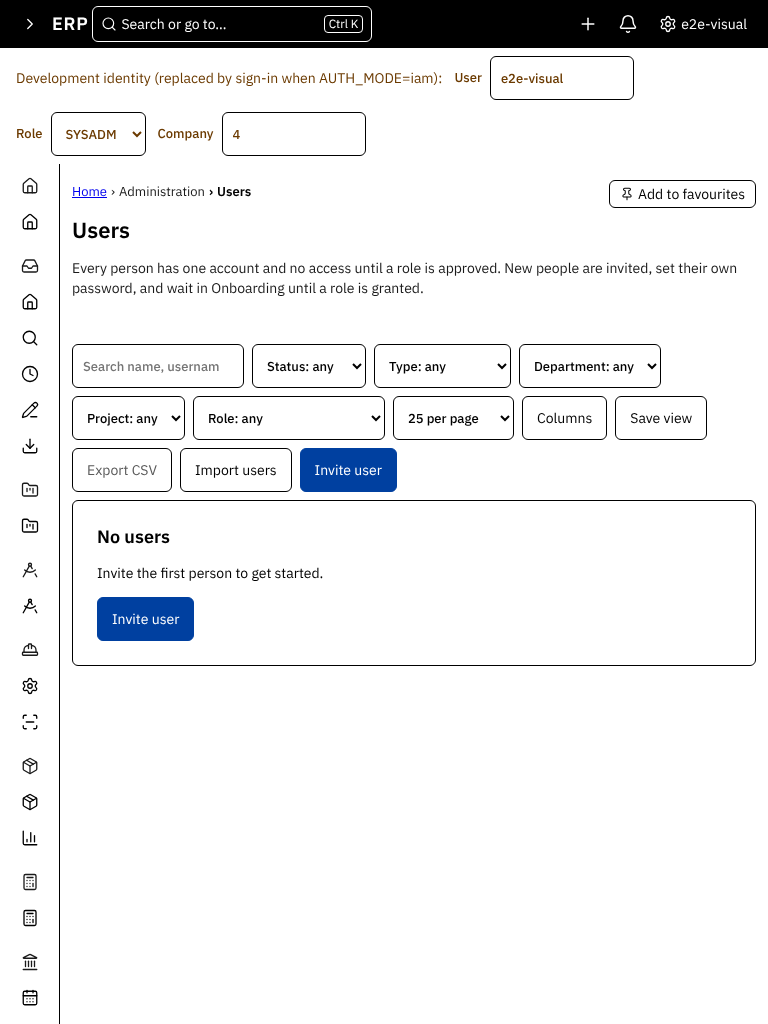 ERP
Search or go to... Ctrl K
e2e-visual
Development identity (replaced by sign-in when AUTH_MODE=iam): User e2e-visual
Role SYSADM Company 4
Home › Administration › Users
Add to favourites
Users
Every person has one account and no access until a role is approved. New people are invited, set their own
password, and wait in Onboarding until a role is granted.
Search name, usernam Status: any Type: any Department: any
Project: any Role: any 25 per page Columns Save view
Export CSV Import users Invite user
No users
Invite the first person to get started.
Invite user